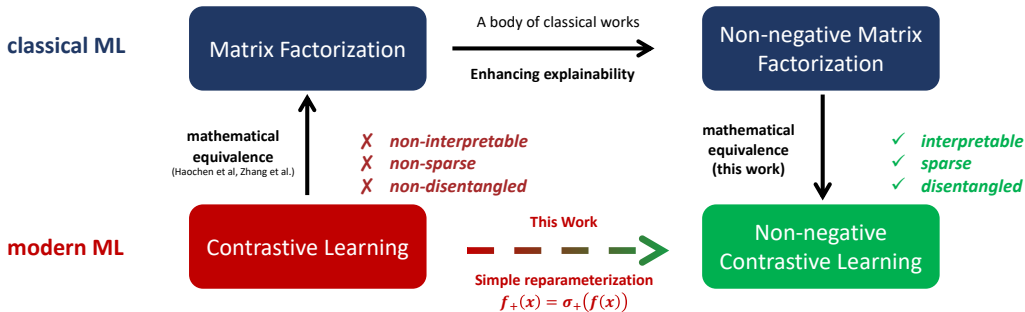 classical ML
Matrix Factorization
A body of classical works
Enhancing explainability
Non-negative Matrix
Factorization
mathematical
equivalence
(Haochen et al, Zhang et al.)
✗ non-interpretable
✗ non-sparse
✗ non-disentangled
mathematical
equivalence
(this work)
✓ interpretable
✓ sparse
✓ disentangled
modern ML
Contrastive Learning
This Work
Simple reparameterization
f₊(x) = σ₊(f(x))
Non-negative
Contrastive Learning